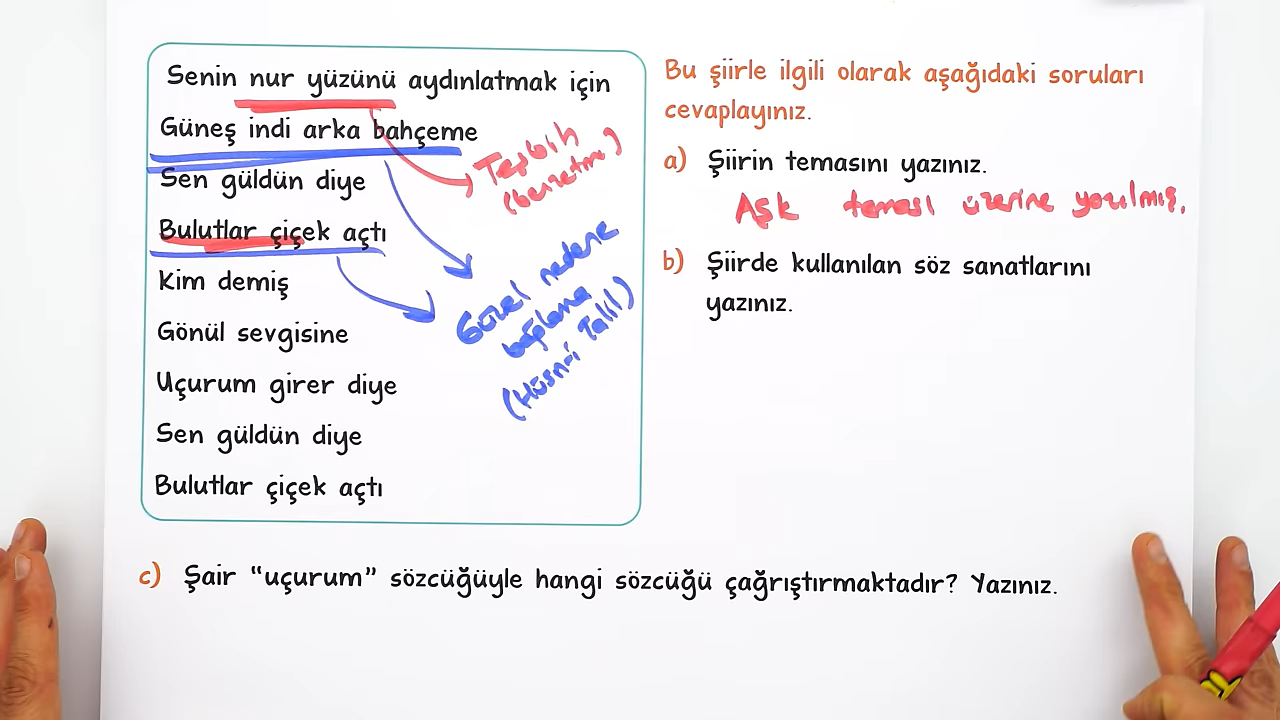 Senin nur yüzünü aydınlatmak için
Güneş indi arka bahçeme
Sen güldün diye
Bulutlar çiçek açtı
Kim demiş
Gönül sevgisine
Uçurum girer diye
Sen güldün diye
Bulutlar çiçek açtı
Teşbih
(benzetme)
Güzel nedene
bağlama
(Hüsn-i Talil)
Bu şiirle ilgili olarak aşağıdaki soruları
cevaplayınız.
a) Şiirin temasını yazınız.
Aşk teması üzerine yazılmış.
b) Şiirde kullanılan söz sanatlarını
yazınız.
c) Şair “uçurum” sözcüğüyle hangi sözcüğü çağrıştırmaktadır? Yazınız.